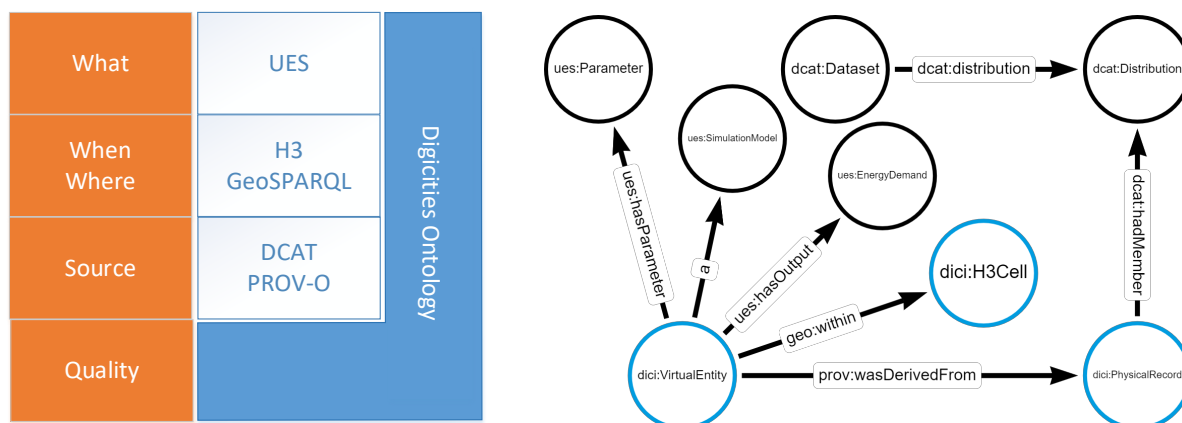 What
UES
When
Where
H3
GeoSPARQL
Source
DCAT
PROV-O
Quality
Digicities Ontology
ues:Parameter
dcat:Dataset
dcat:distribution
dcat:Distribution
ues:SimulationModel
ues:EnergyDemand
ues:hasParameter
a
ues:hasOutput
dcat:hadMember
dici:H3Cell
geo:within
dici:VirtualEntity
prov:wasDerivedFrom
dici:PhysicalRecord